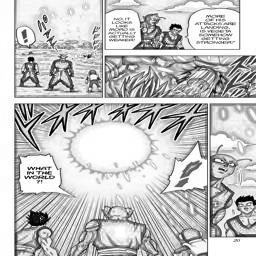 MORE
OF HIS
ATTACKS ARE
LANDING.
IS VEGETA
SOMEHOW
GETTING
STRONGER?
NO, IT
LOOKS
LIKE MORO
IS ACTUALLY
GETTING
WEAKER!
WHAT
IN THE
WORLD
?!
20